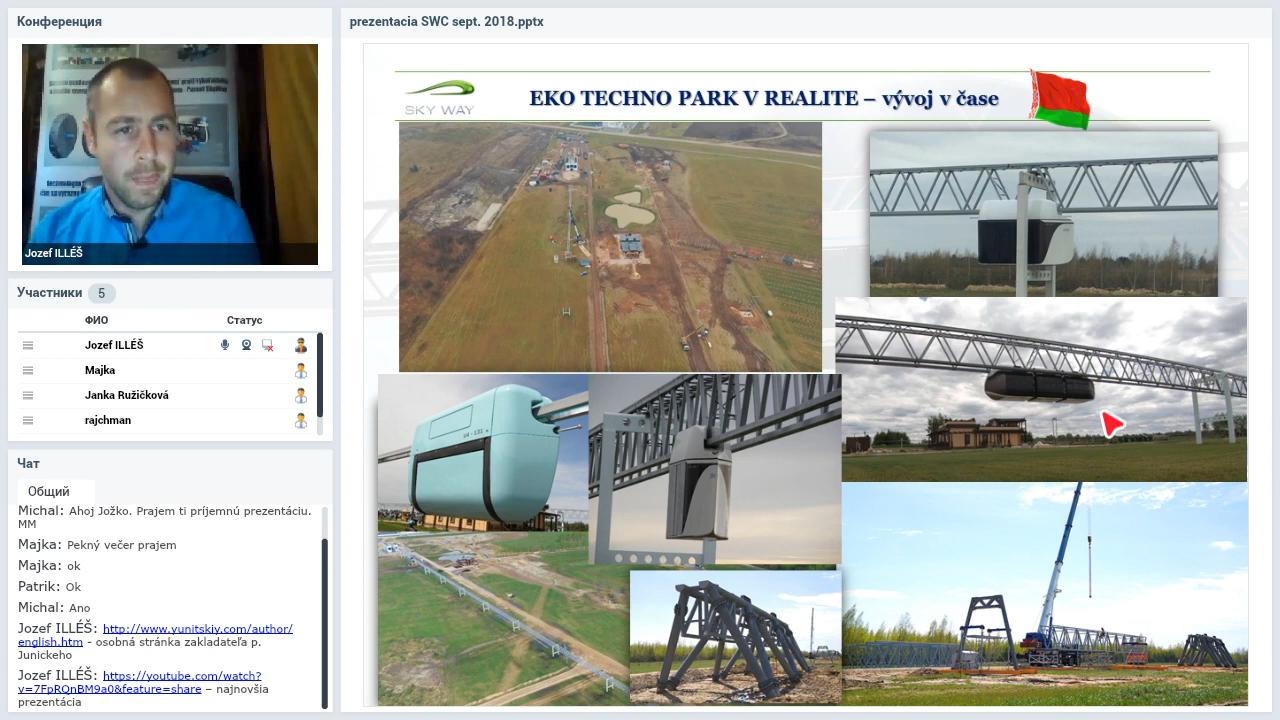 Конференция
Jozef ILLÉŠ
Участники 5
ФИО Статус
Jozef ILLÉŠ
Majka
Janka Ružičková
rajchman
Чат
Общий
Michal: Ahoj Jožko. Prajem ti príjemnú prezentáciu.
MM
Majka: Pekný večer prajem
Majka: ok
Patrik: Ok
Michal: Ano
Jozef ILLÉŠ: http://www.yunitskiy.com/author/
english.htm - osobná stránka zakladateľa p.
Junickeho
Jozef ILLÉŠ: https://youtube.com/watch?
v=7FpRQnBM9a0&feature=share – najnovšia
prezentácia
prezentacia SWC sept. 2018.pptx
SKY WAY
EKO TECHNO PARK V REALITE – vývoj v čase